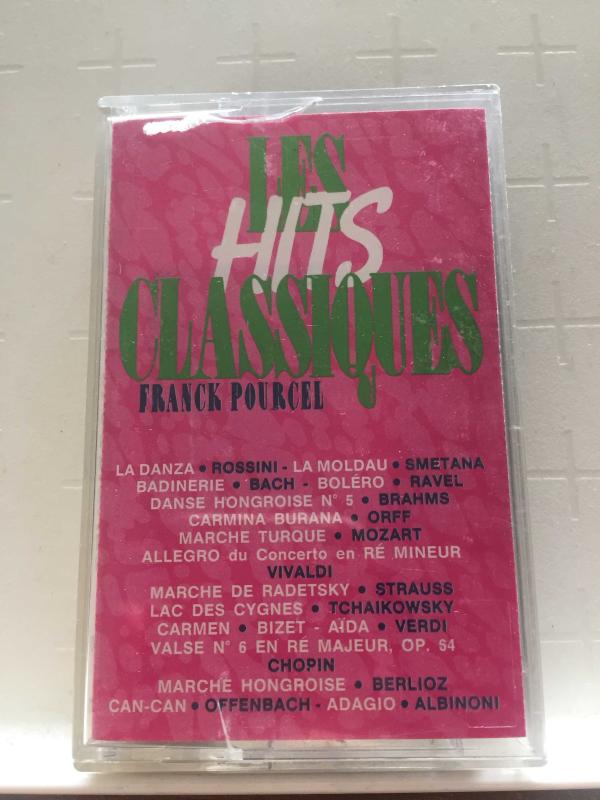 LES
HITS
CLASSIQUES
FRANCK POURCEL
LA DANZA • ROSSINI - LA MOLDAU • SMETANA
BADINERIE • BACH - BOLÉRO • RAVEL
DANSE HONGROISE N° 5 • BRAHMS
CARMINA BURANA • ORFF
MARCHE TURQUE • MOZART
ALLEGRO du Concerto en RÉ MINEUR
VIVALDI
MARCHE DE RADETSKY • STRAUSS
LAC DES CYGNES • TCHAIKOWSKY
CARMEN • BIZET - AÏDA • VERDI
VALSE N° 6 EN RÉ MAJEUR, OP. 64
CHOPIN
MARCHE HONGROISE • BERLIOZ
CAN-CAN • OFFENBACH - ADAGIO • ALBINONI